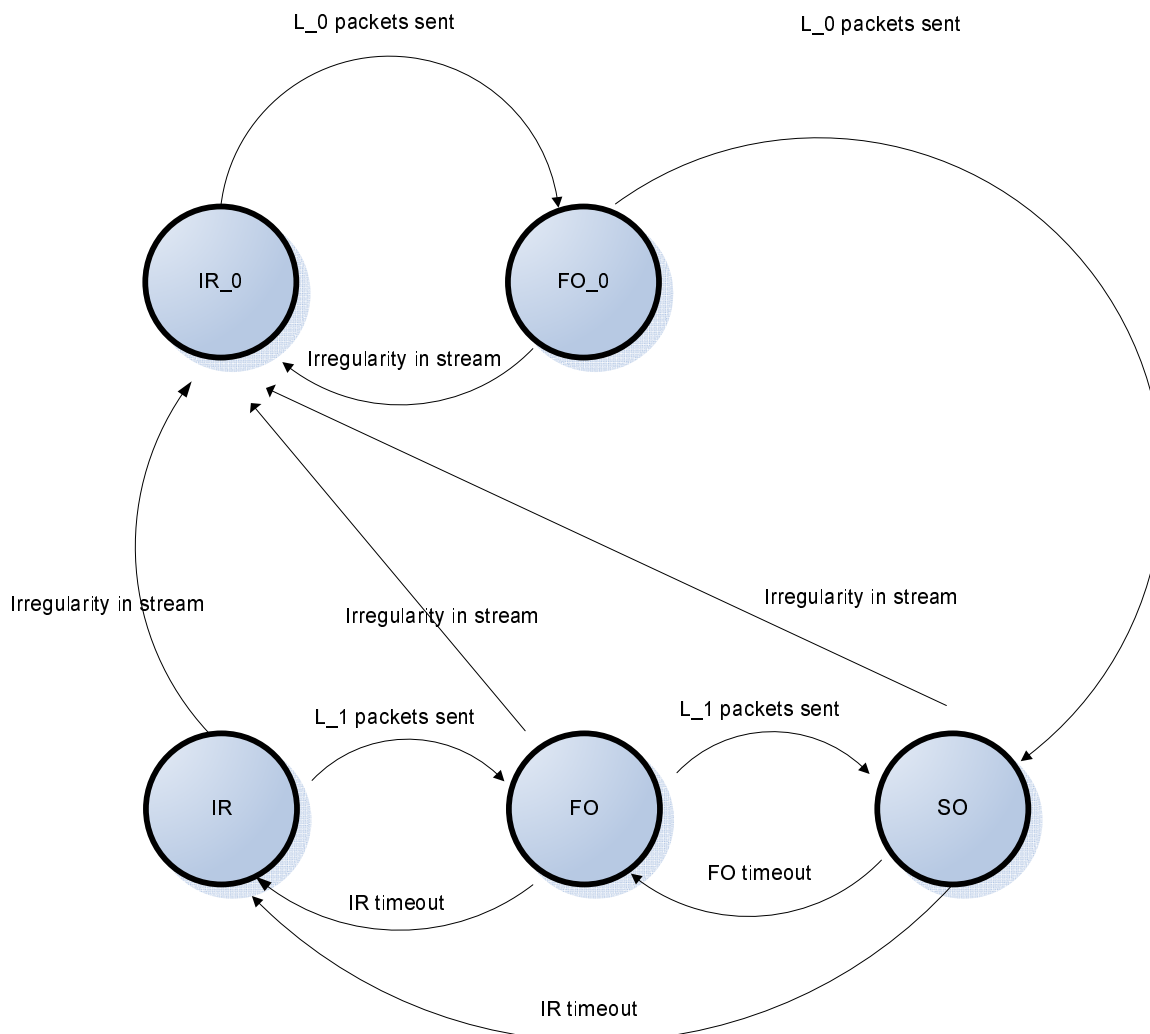 L_0 packets sent
L_0 packets sent
IR_0
FO_0
Irregularity in stream
Irregularity in stream
Irregularity in stream
Irregularity in stream
L_1 packets sent
L_1 packets sent
IR
FO
SO
FO timeout
IR timeout
IR timeout